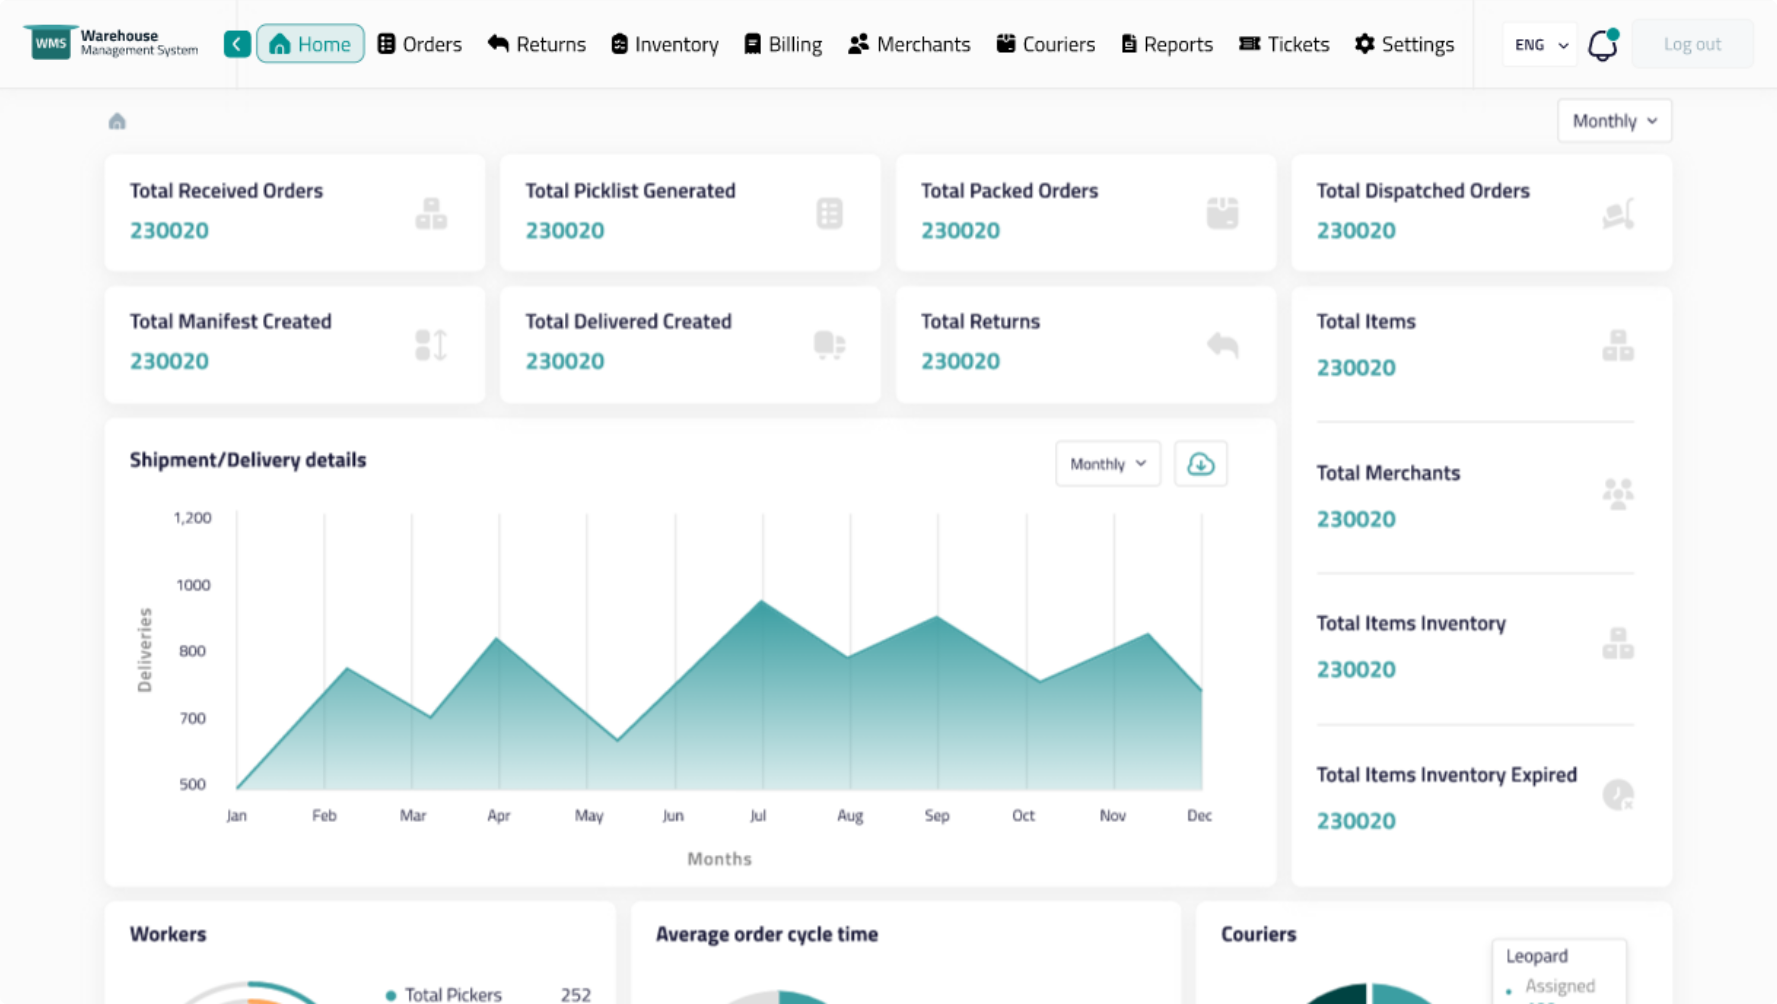 WMS
Warehouse
Management System
Home
Orders
Returns
Inventory
Billing
Merchants
Couriers
Reports
Tickets
Settings
ENG
Log out
Monthly
Total Received Orders
230020
Total Picklist Generated
230020
Total Packed Orders
230020
Total Dispatched Orders
230020
Total Manifest Created
230020
Total Delivered Created
230020
Total Returns
230020
Total Items
230020
Total Merchants
230020
Total Items Inventory
230020
Total Items Inventory Expired
230020
Shipment/Delivery details
Monthly
Deliveries
1,200
1000
800
700
500
Jan
Feb
Mar
Apr
May
Jun
Jul
Aug
Sep
Oct
Nov
Dec
Months
Workers
Total Pickers 252
Average order cycle time
Couriers
Leopard
Assigned